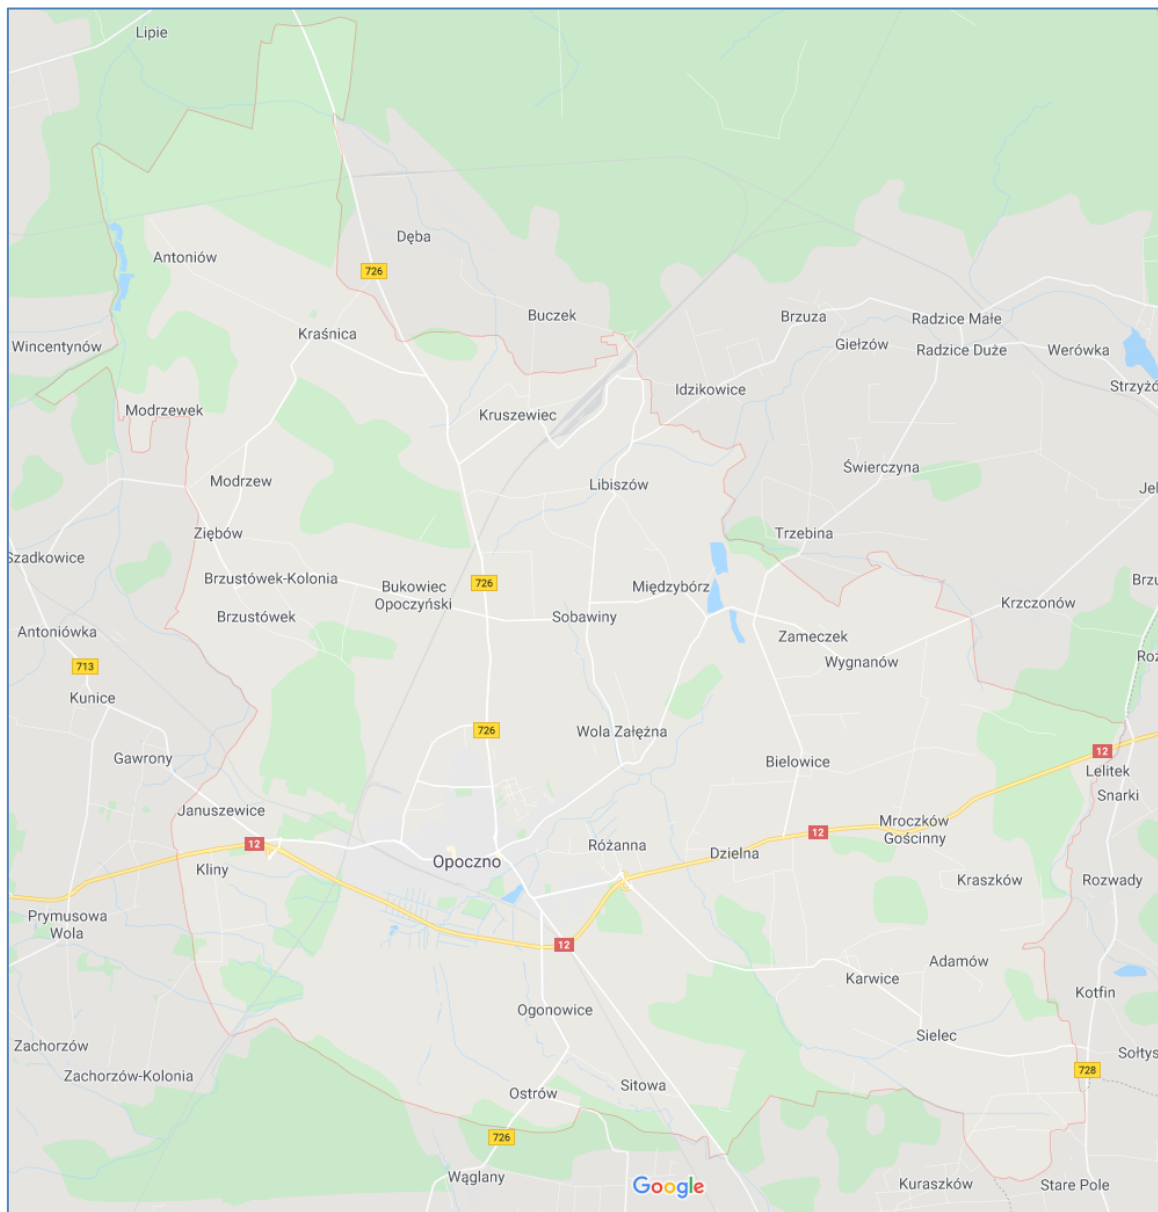 Lipie
Dęba
Antoniów
726
Buczek
Brzuza
Radzice Małe
Kraśnica
Giełzów
Radzice Duże
Werówka
Wincentynów
Idzikowice
Strzyżó
Modrzewek
Kruszewiec
Świerczyna
Modrzew
Libiszów
Jel
Ziębów
Trzebina
Szadkowice
Brzustówek-Kolonia
Bukowiec
Opoczyński
726
Międzybórz
Brzu
Krzczonów
Brzustówek
Sobawiny
Antoniówka
Zameczek
Roz
713
Wygnanów
Kunice
726
Wola Załężna
12
Gawrony
Bielowice
Lelitek
Snarki
Januszewice
Mroczków
Gościnny
12
12
Różanna
Dzielna
Opoczno
Kliny
Kraszków
Rozwady
Prymusowa
Wola
12
Adamów
Karwice
Kotfin
Ogonowice
Sielec
Zachorzów
Sołtys
728
Zachorzów-Kolonia
Sitowa
Ostrów
726
Wąglany
Google
Kuraszków
Stare Pole